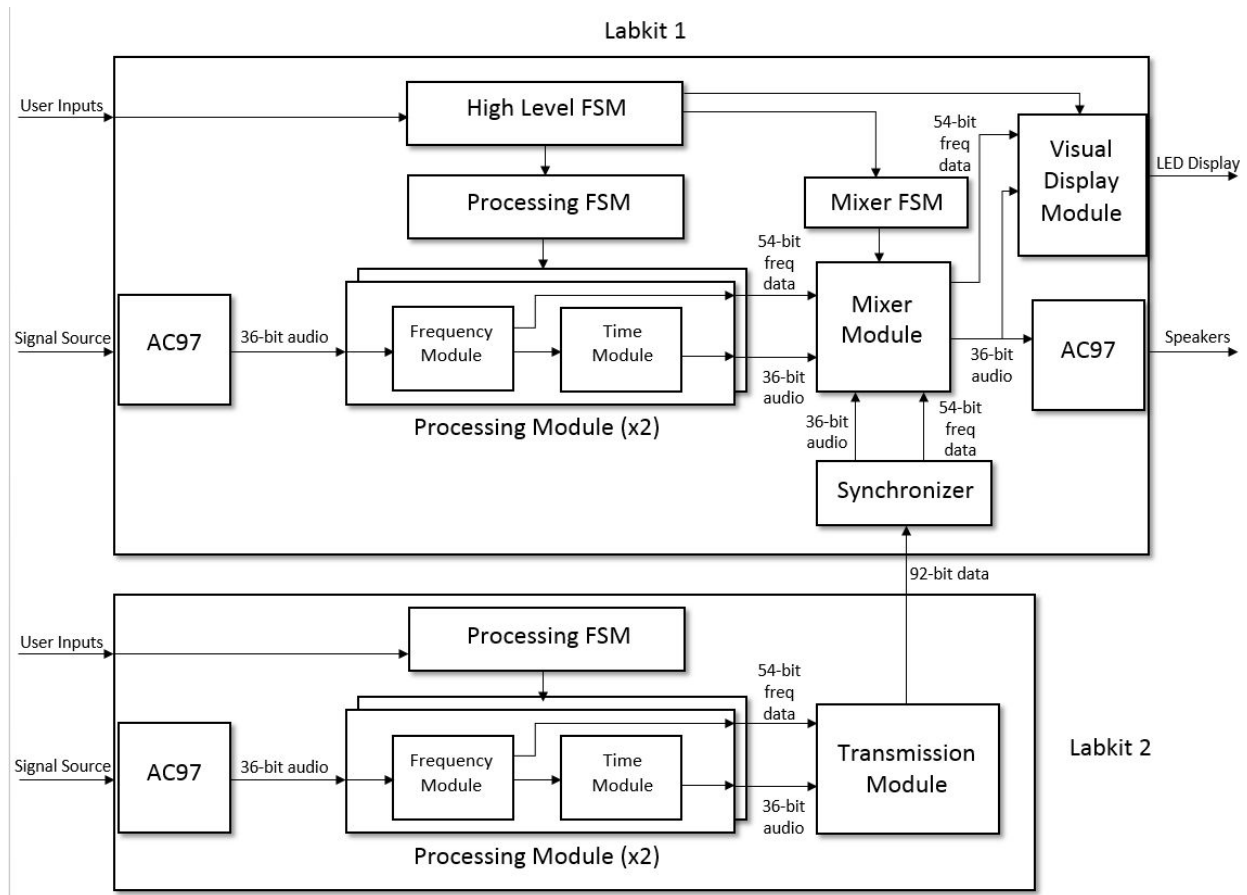 Labkit 1
User Inputs
High Level FSM
54-bit
freq
data
Visual
Display
Module
LED Display
Processing FSM
Mixer FSM
54-bit
freq
data
Signal Source
AC97
36-bit audio
Frequency
Module
Time
Module
36-bit
audio
Mixer
Module
36-bit
audio
AC97
Speakers
Processing Module (x2)
36-bit
audio
54-bit
freq
data
Synchronizer
92-bit data
User Inputs
Processing FSM
54-bit
freq
data
Signal Source
AC97
36-bit audio
Frequency
Module
Time
Module
36-bit
audio
Transmission
Module
Labkit 2
Processing Module (x2)